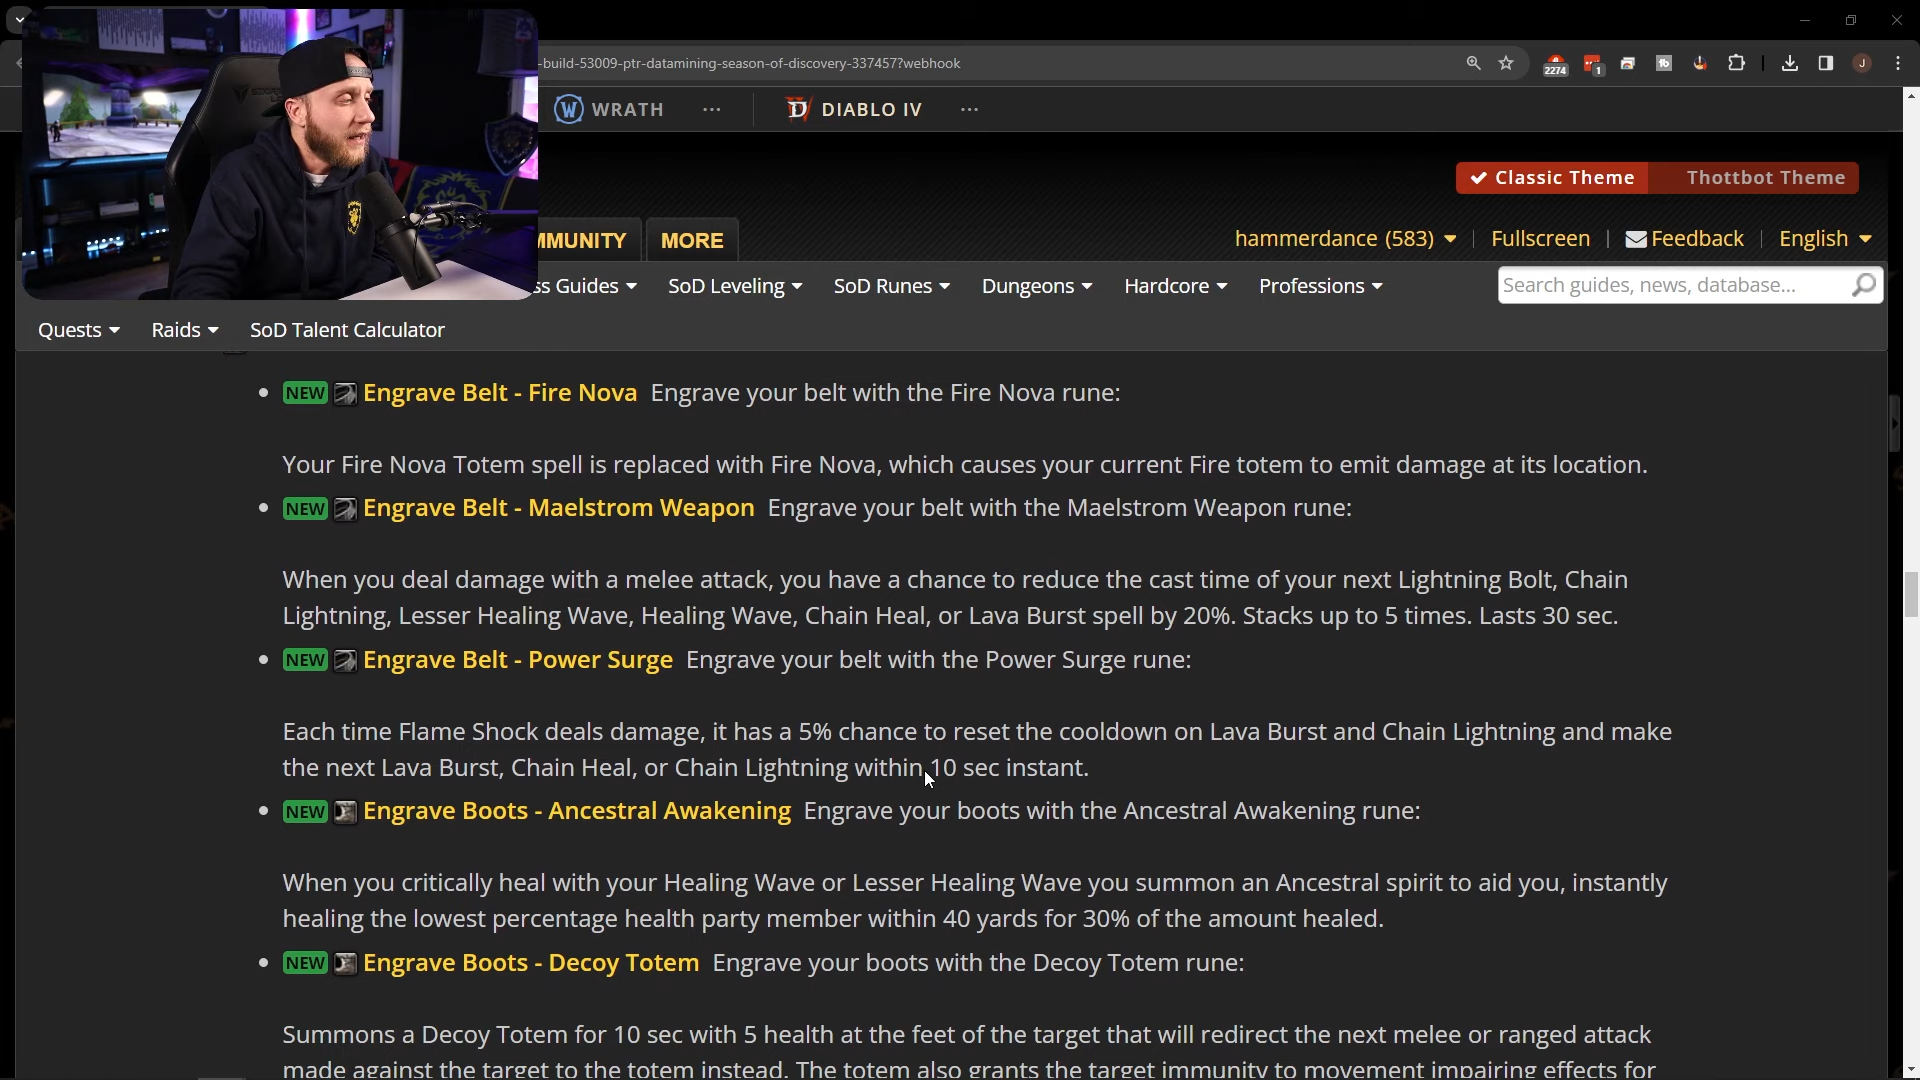 -build-53009-ptr-datamining-season-of-discovery-337457?webhook
2274
1
J
WRATH
DIABLO IV
Classic Theme
Thottbot Theme
MMUNITY
MORE
hammerdance (583)
Fullscreen
Feedback
English
ss Guides
SoD Leveling
SoD Runes
Dungeons
Hardcore
Professions
Search guides, news, database...
Quests
Raids
SoD Talent Calculator
NEW Engrave Belt - Fire Nova Engrave your belt with the Fire Nova rune:
Your Fire Nova Totem spell is replaced with Fire Nova, which causes your current Fire totem to emit damage at its location.
NEW Engrave Belt - Maelstrom Weapon Engrave your belt with the Maelstrom Weapon rune:
When you deal damage with a melee attack, you have a chance to reduce the cast time of your next Lightning Bolt, Chain
Lightning, Lesser Healing Wave, Healing Wave, Chain Heal, or Lava Burst spell by 20%. Stacks up to 5 times. Lasts 30 sec.
NEW Engrave Belt - Power Surge Engrave your belt with the Power Surge rune:
Each time Flame Shock deals damage, it has a 5% chance to reset the cooldown on Lava Burst and Chain Lightning and make
the next Lava Burst, Chain Heal, or Chain Lightning within 10 sec instant.
NEW Engrave Boots - Ancestral Awakening Engrave your boots with the Ancestral Awakening rune:
When you critically heal with your Healing Wave or Lesser Healing Wave you summon an Ancestral spirit to aid you, instantly
healing the lowest percentage health party member within 40 yards for 30% of the amount healed.
NEW Engrave Boots - Decoy Totem Engrave your boots with the Decoy Totem rune:
Summons a Decoy Totem for 10 sec with 5 health at the feet of the target that will redirect the next melee or ranged attack
made against the target to the totem instead. The totem also grants the target immunity to movement impairing effects for